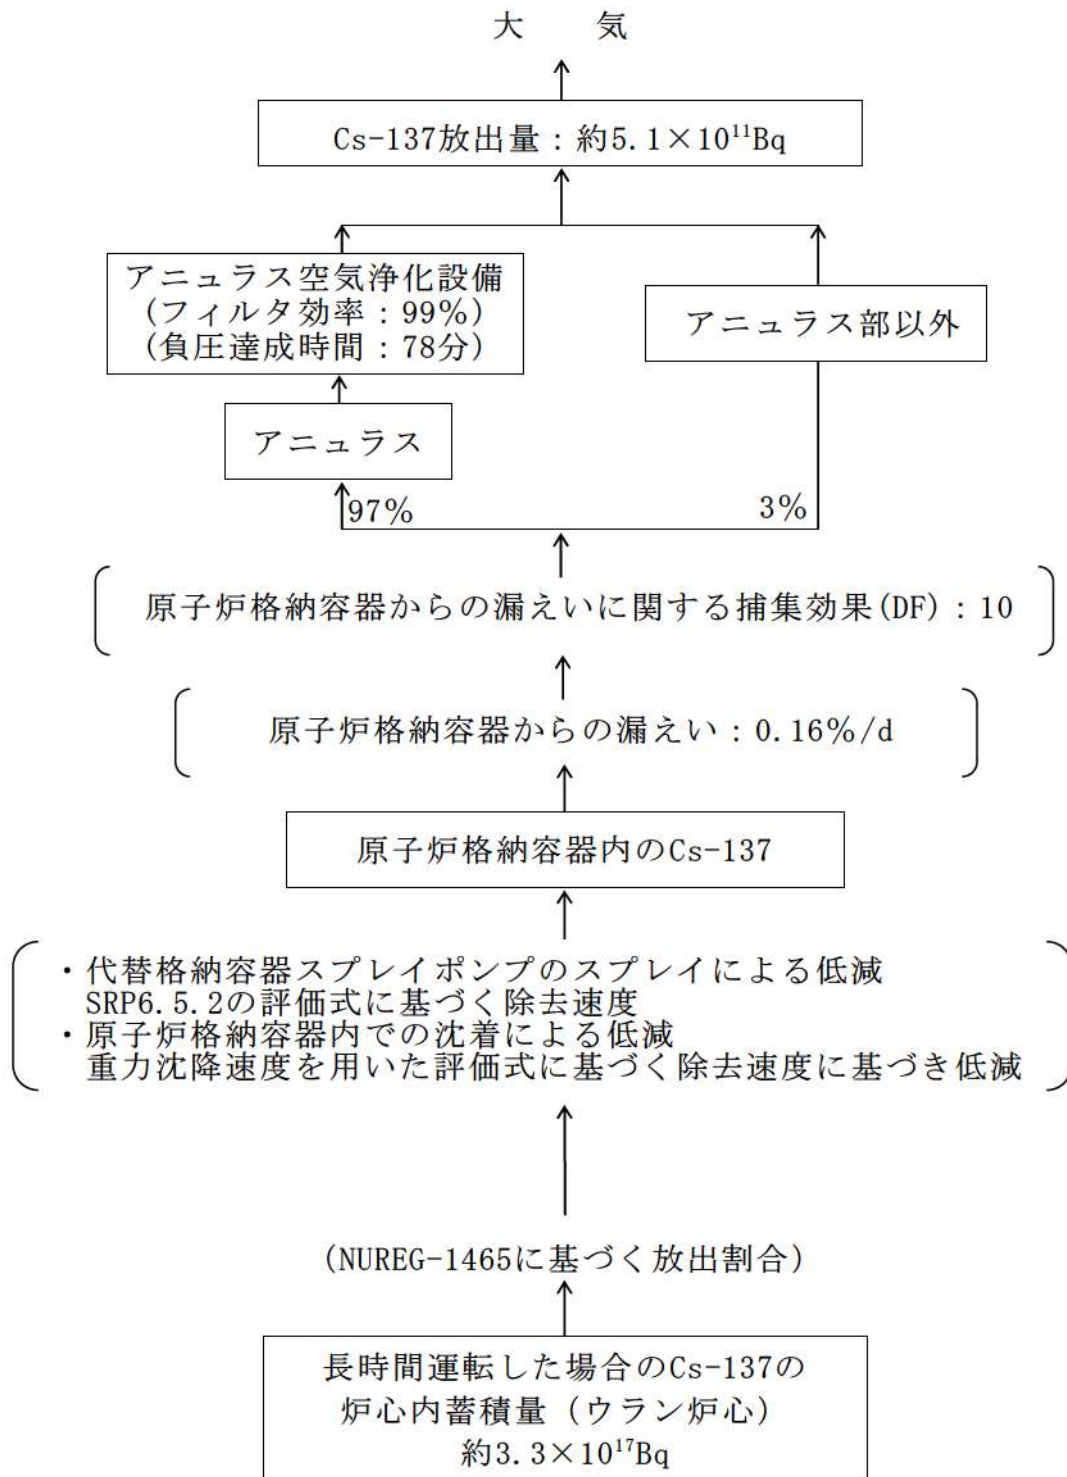 大　気
Cs-137放出量：約5.1×10¹¹Bq
アニュラス空気浄化設備
(フィルタ効率：99%)
(負圧達成時間：78分)
アニュラス部以外
アニュラス
97%
3%
原子炉格納容器からの漏えいに関する捕集効果(DF)：10
原子炉格納容器からの漏えい：0.16%/d
原子炉格納容器内のCs-137
・代替格納容器スプレイポンプのスプレイによる低減
SRP6.5.2の評価式に基づく除去速度
・原子炉格納容器内での沈着による低減
重力沈降速度を用いた評価式に基づく除去速度に基づき低減
(NUREG-1465に基づく放出割合)
長時間運転した場合のCs-137の
炉心内蓄積量（ウラン炉心）
約3.3×10¹⁷Bq